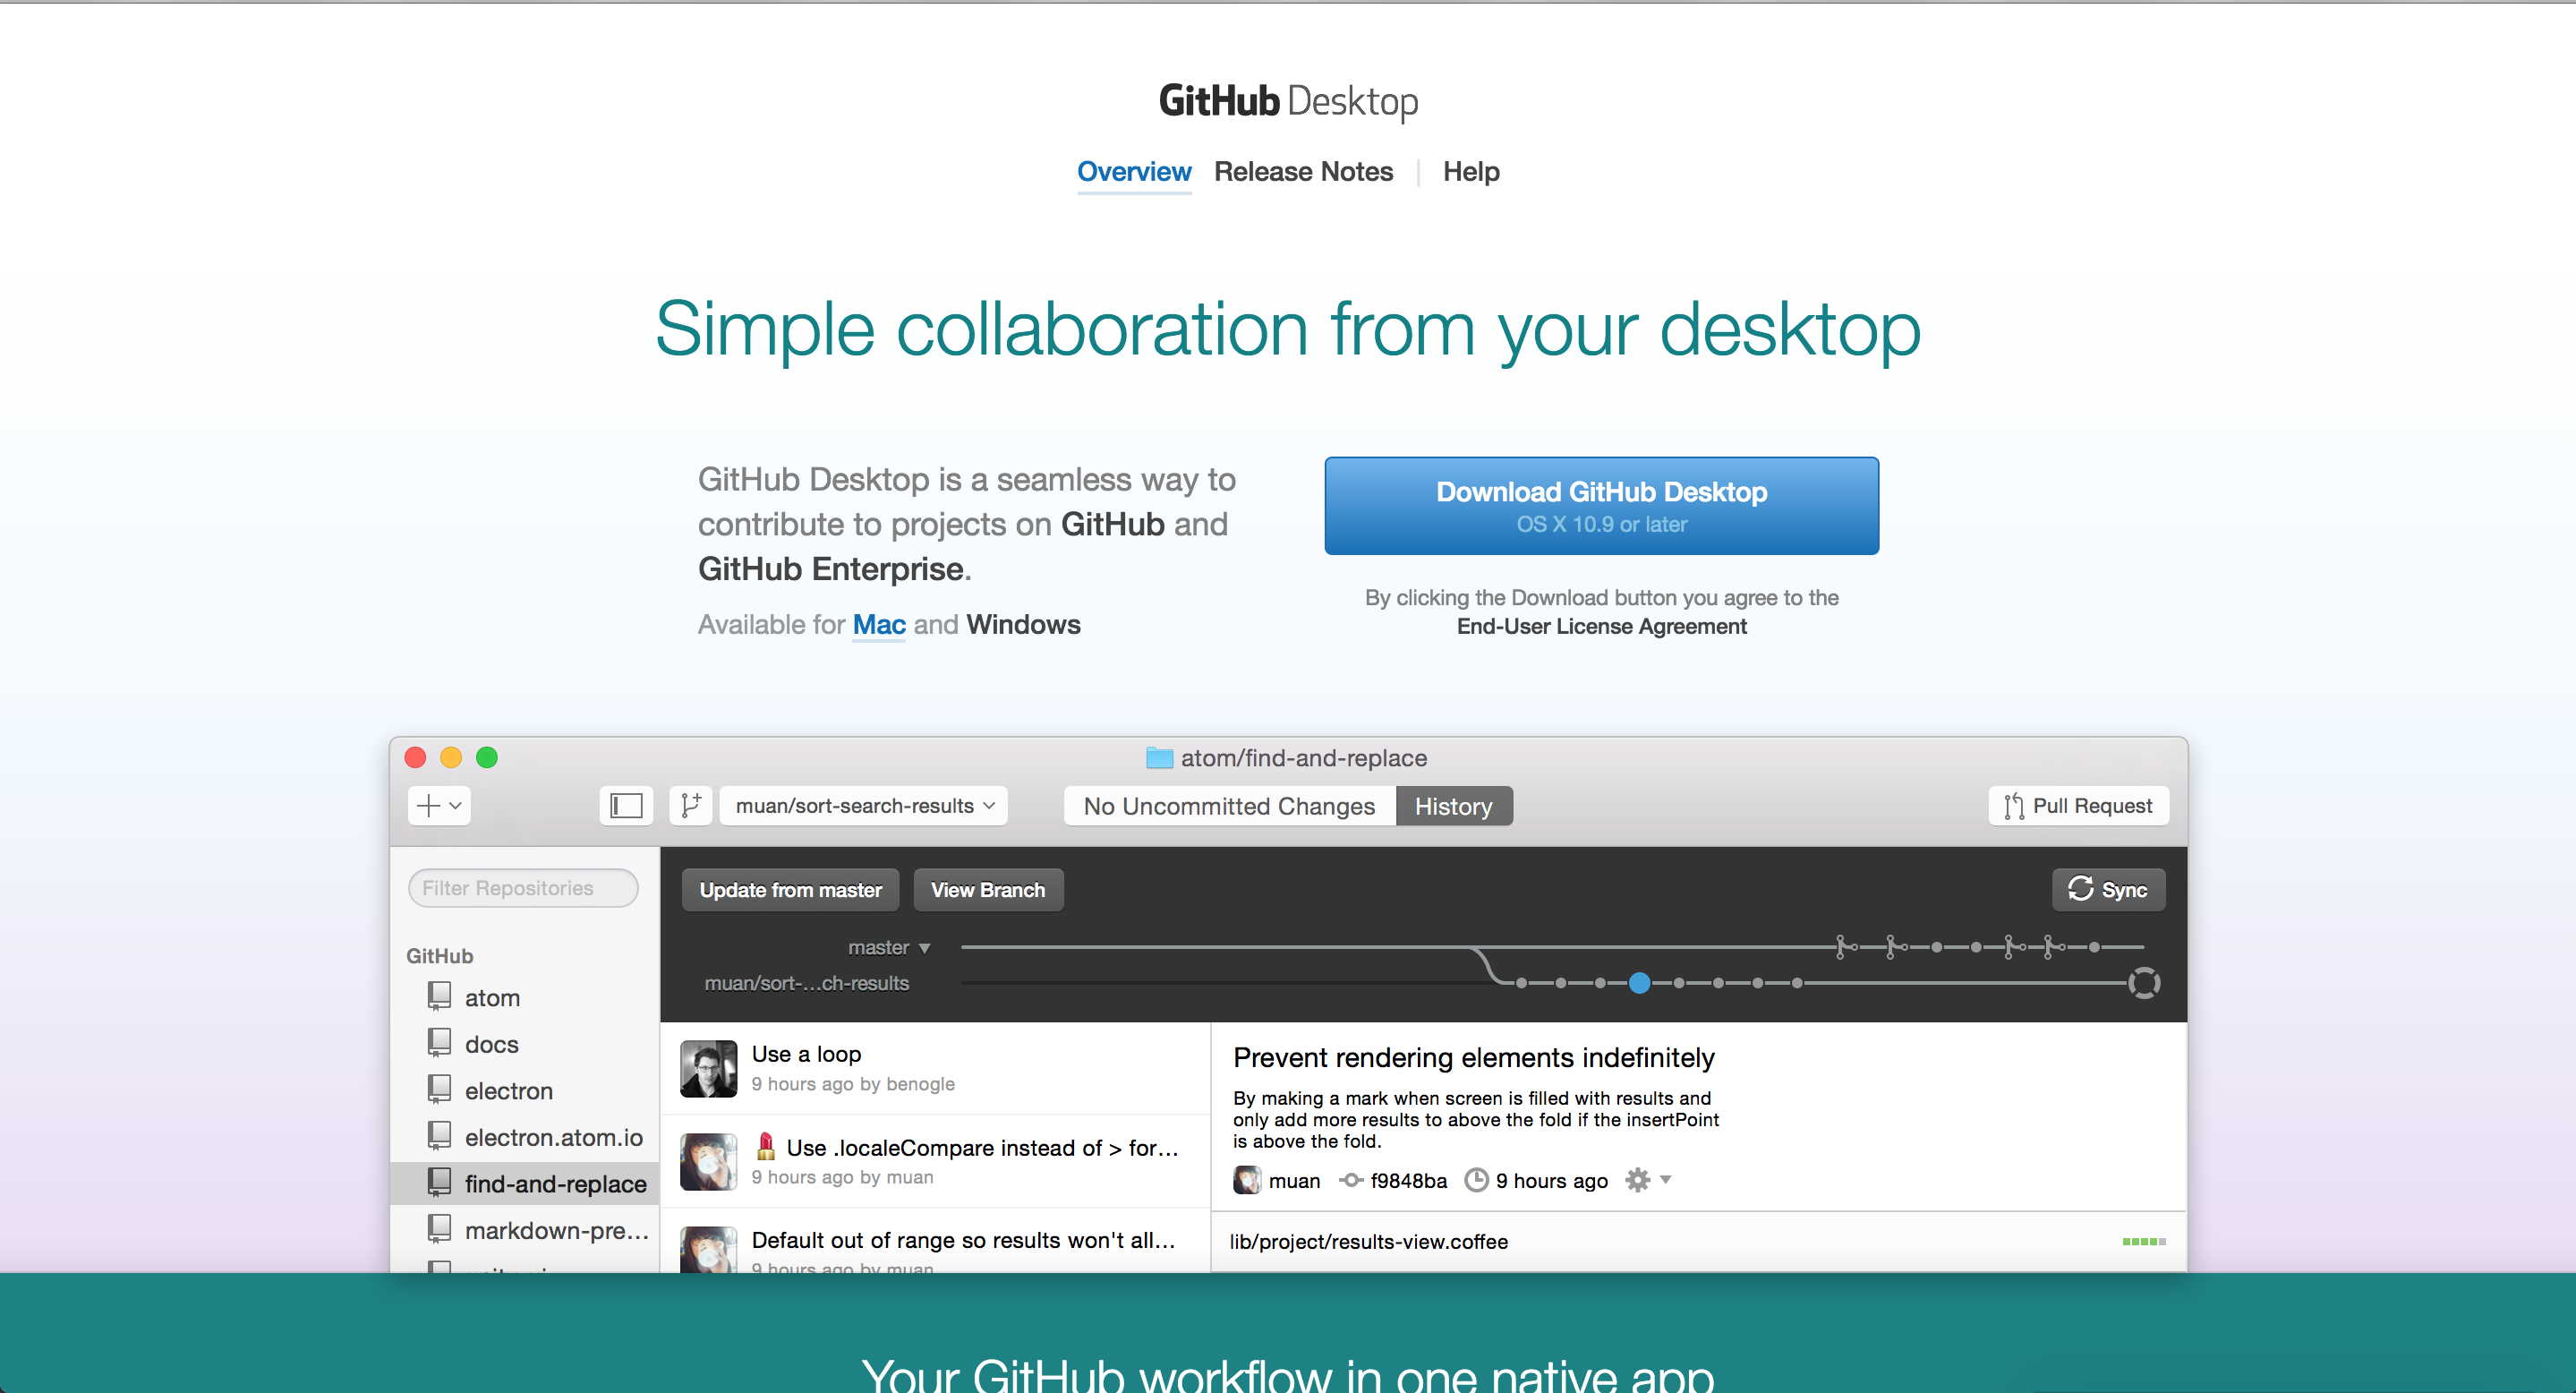 GitHub Desktop
Overview Release Notes Help
Simple collaboration from your desktop
GitHub Desktop is a seamless way to
contribute to projects on GitHub and
GitHub Enterprise.
Available for Mac and Windows
Download GitHub Desktop
OS X 10.9 or later
By clicking the Download button you agree to the
End-User License Agreement
atom/find-and-replace
muan/sort-search-results
No Uncommitted Changes
History
Pull Request
Filter Repositories
GitHub
atom
docs
electron
electron.atom.io
find-and-replace
markdown-pre...
Update from master
View Branch
Sync
master
muan/sort-...ch-results
Use a loop
9 hours ago by benogle
Use .localeCompare instead of > for...
9 hours ago by muan
Default out of range so results won't all...
9 hours ago by muan
Prevent rendering elements indefinitely
By making a mark when screen is filled with results and
only add more results to above the fold if the insertPoint
is above the fold.
muan f9848ba 9 hours ago
lib/project/results-view.coffee
Your GitHub workflow in one native app